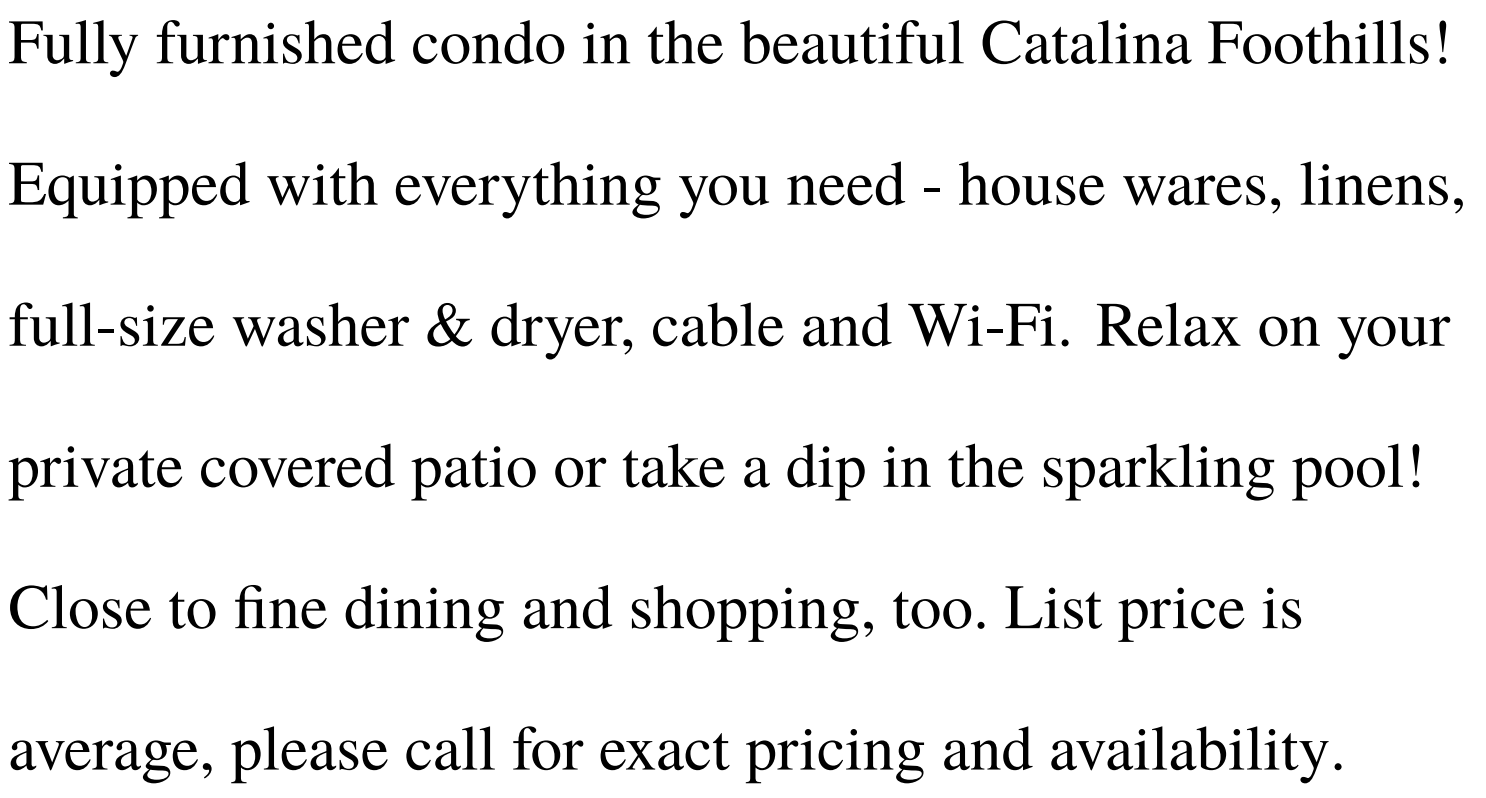 Fully furnished condo in the beautiful Catalina Foothills!
Equipped with everything you need - house wares, linens,
full-size washer & dryer, cable and Wi-Fi. Relax on your
private covered patio or take a dip in the sparkling pool!
Close to fine dining and shopping, too. List price is
average, please call for exact pricing and availability.